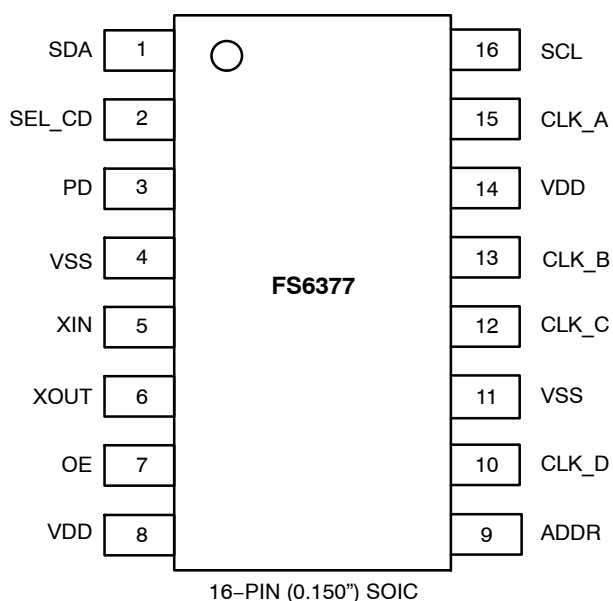 SDA 1
SEL_CD 2
PD 3
VSS 4
XIN 5
XOUT 6
OE 7
VDD 8
FS6377
16 SCL
15 CLK_A
14 VDD
13 CLK_B
12 CLK_C
11 VSS
10 CLK_D
9 ADDR
16−PIN (0.150”) SOIC